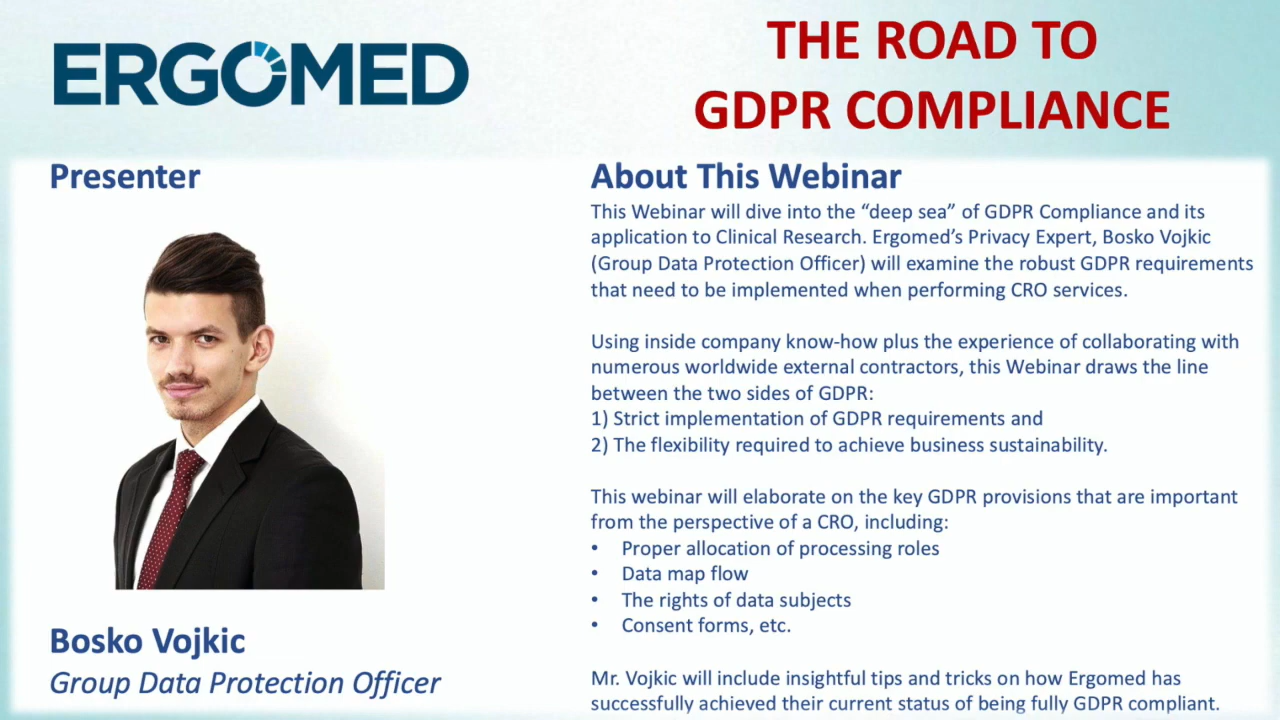 ERGOMED
THE ROAD TO
GDPR COMPLIANCE
Presenter
Bosko Vojkic
Group Data Protection Officer
About This Webinar
This Webinar will dive into the “deep sea” of GDPR Compliance and its
application to Clinical Research. Ergomed’s Privacy Expert, Bosko Vojkic
(Group Data Protection Officer) will examine the robust GDPR requirements
that need to be implemented when performing CRO services.
Using inside company know-how plus the experience of collaborating with
numerous worldwide external contractors, this Webinar draws the line
between the two sides of GDPR:
1) Strict implementation of GDPR requirements and
2) The flexibility required to achieve business sustainability.
This webinar will elaborate on the key GDPR provisions that are important
from the perspective of a CRO, including:
• Proper allocation of processing roles
• Data map flow
• The rights of data subjects
• Consent forms, etc.
Mr. Vojkic will include insightful tips and tricks on how Ergomed has
successfully achieved their current status of being fully GDPR compliant.